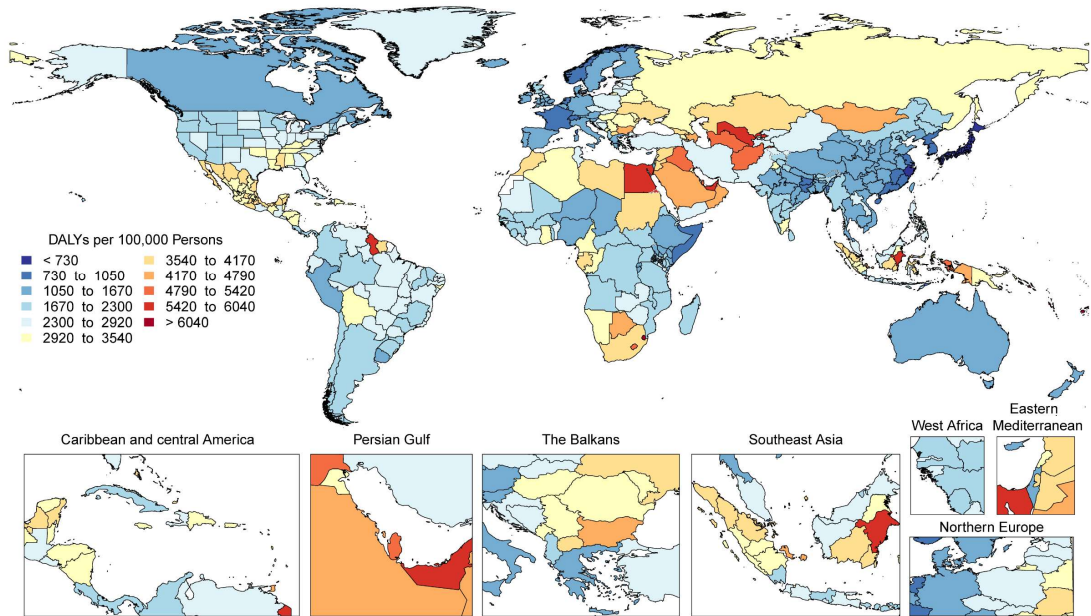 DALYs per 100,000 Persons
< 730
730 to 1050
1050 to 1670
1670 to 2300
2300 to 2920
2920 to 3540
3540 to 4170
4170 to 4790
4790 to 5420
5420 to 6040
> 6040
Caribbean and central America
Persian Gulf
The Balkans
Southeast Asia
West Africa
Eastern
Mediterranean
Northern Europe